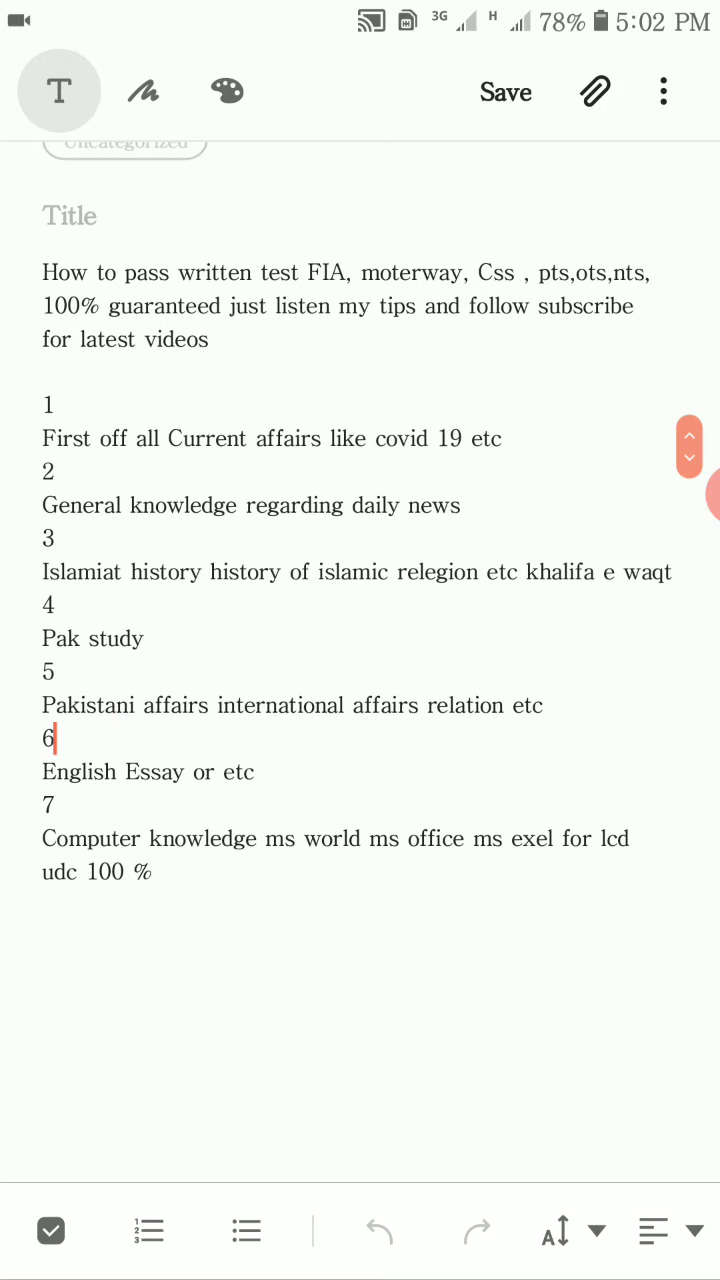 3G H 78% 5:02 PM
T Save
Uncategorized
Title
How to pass written test FIA, moterway, Css , pts,ots,nts,
100% guaranteed just listen my tips and follow subscribe
for latest videos
1
First off all Current affairs like covid 19 etc
2
General knowledge regarding daily news
3
Islamiat history history of islamic relegion etc khalifa e waqt
4
Pak study
5
Pakistani affairs international affairs relation etc
6
English Essay or etc
7
Computer knowledge ms world ms office ms exel for lcd
udc 100 %